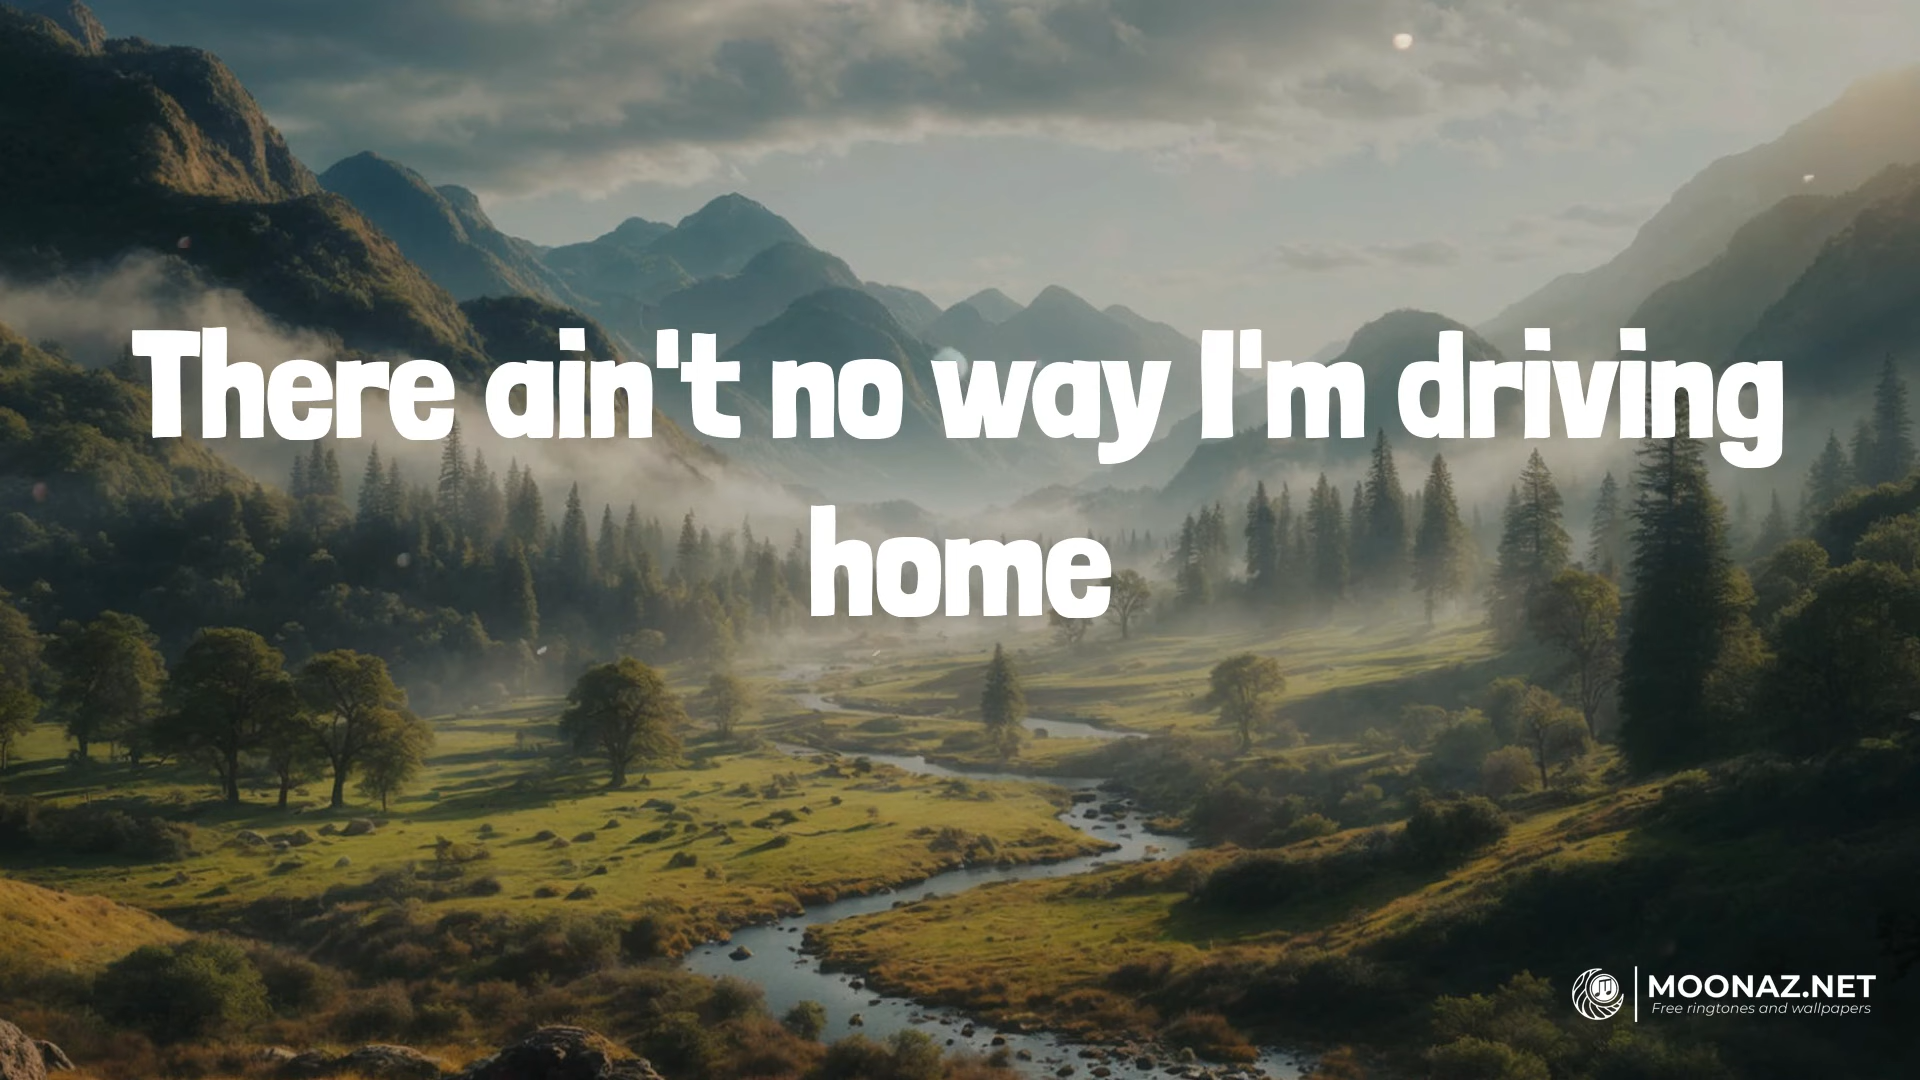 There ain't no way I'm driving
home
MOONAZ.NET
Free ringtones and wallpapers